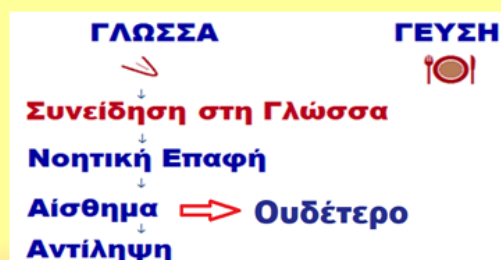 ΓΛΩΣΣΑ ΓΕΥΣΗ
Συνείδηση στη Γλώσσα
Νοητική Επαφή
Αίσθημα Ουδέτερο
Αντίληψη